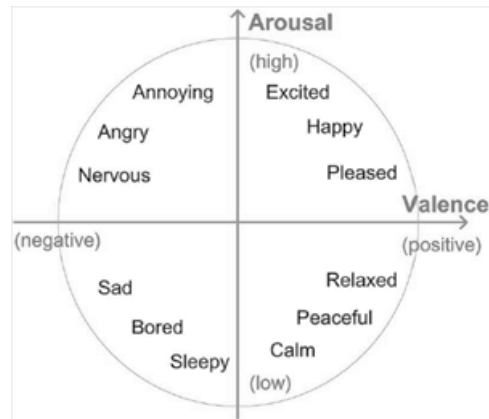 Arousal
(high)
Annoying
Excited
Angry
Happy
Nervous
Pleased
Valence
(negative)
(positive)
Sad
Relaxed
Bored
Peaceful
Sleepy
Calm
(low)